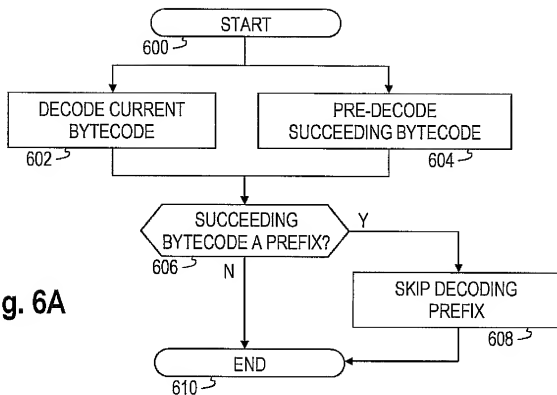 START
600
DECODE CURRENT
BYTECODE
602
PRE-DECODE
SUCCEEDING BYTECODE
604
SUCCEEDING
BYTECODE A PREFIX?
606
Y
N
SKIP DECODING
PREFIX
608
g. 6A
END
610